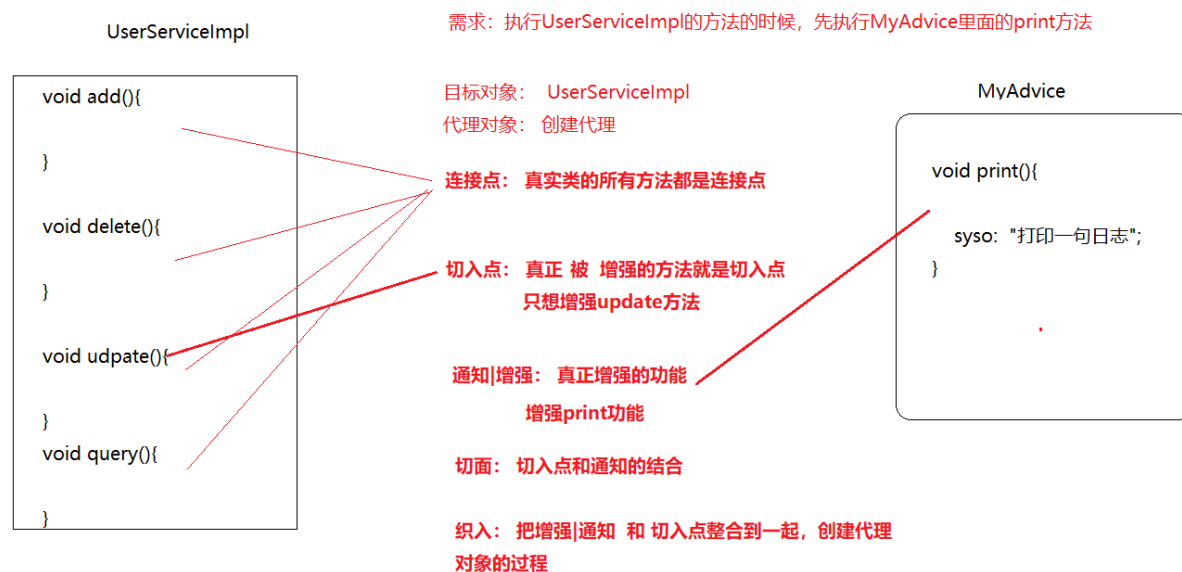 需求：执行UserServiceImpl的方法的时候，先执行MyAdvice里面的print方法
UserServiceImpl
void add(){
}
void delete(){
}
void udpate(){
}
void query(){
}
目标对象： UserServiceImpl
代理对象： 创建代理
连接点： 真实类的所有方法都是连接点
切入点： 真正 被 增强的方法就是切入点
只想增强update方法
通知|增强： 真正增强的功能
增强print功能
切面： 切入点和通知的结合
织入： 把增强|通知 和 切入点整合到一起，创建代理
对象的过程
MyAdvice
void print(){
syso: "打印一句日志";
}